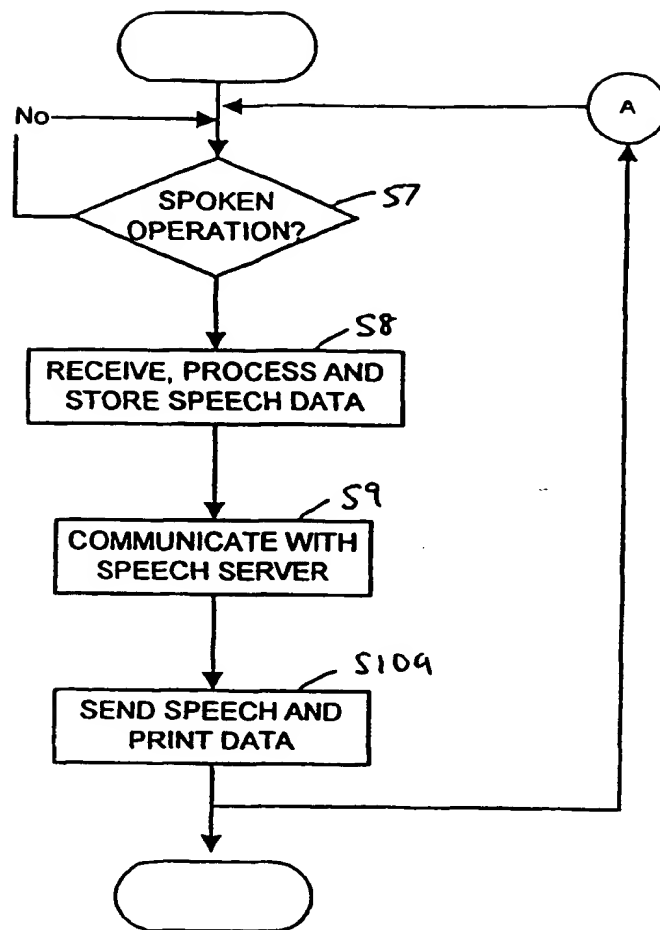 A
No
SPOKEN
OPERATION?
S7
S8
RECEIVE, PROCESS AND
STORE SPEECH DATA
S9
COMMUNICATE WITH
SPEECH SERVER
S10a
SEND SPEECH AND
PRINT DATA